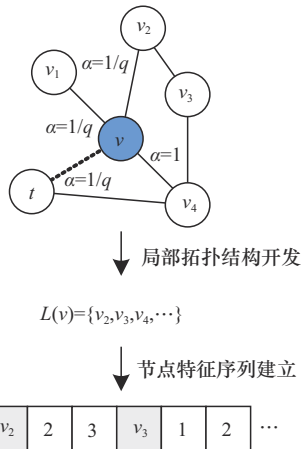 v₂
α=1/q
v₁
v₃
α=1/q
v
α=1
α=1/q
t
v₄
局部拓扑结构开发
L(v)={v₂,v₃,v₄,⋯}
节点特征序列建立
v₂ 2 3 v₃ 1 2 ⋯